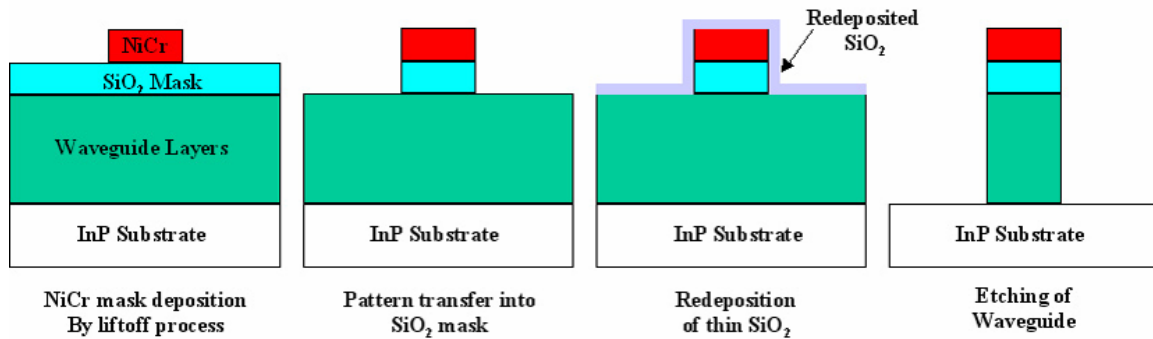 NiCr
SiO₂ Mask
Waveguide Layers
InP Substrate
NiCr mask deposition
By liftoff process
InP Substrate
Pattern transfer into
SiO₂ mask
Redeposited
SiO₂
InP Substrate
Redeposition
of thin SiO₂
InP Substrate
Etching of
Waveguide